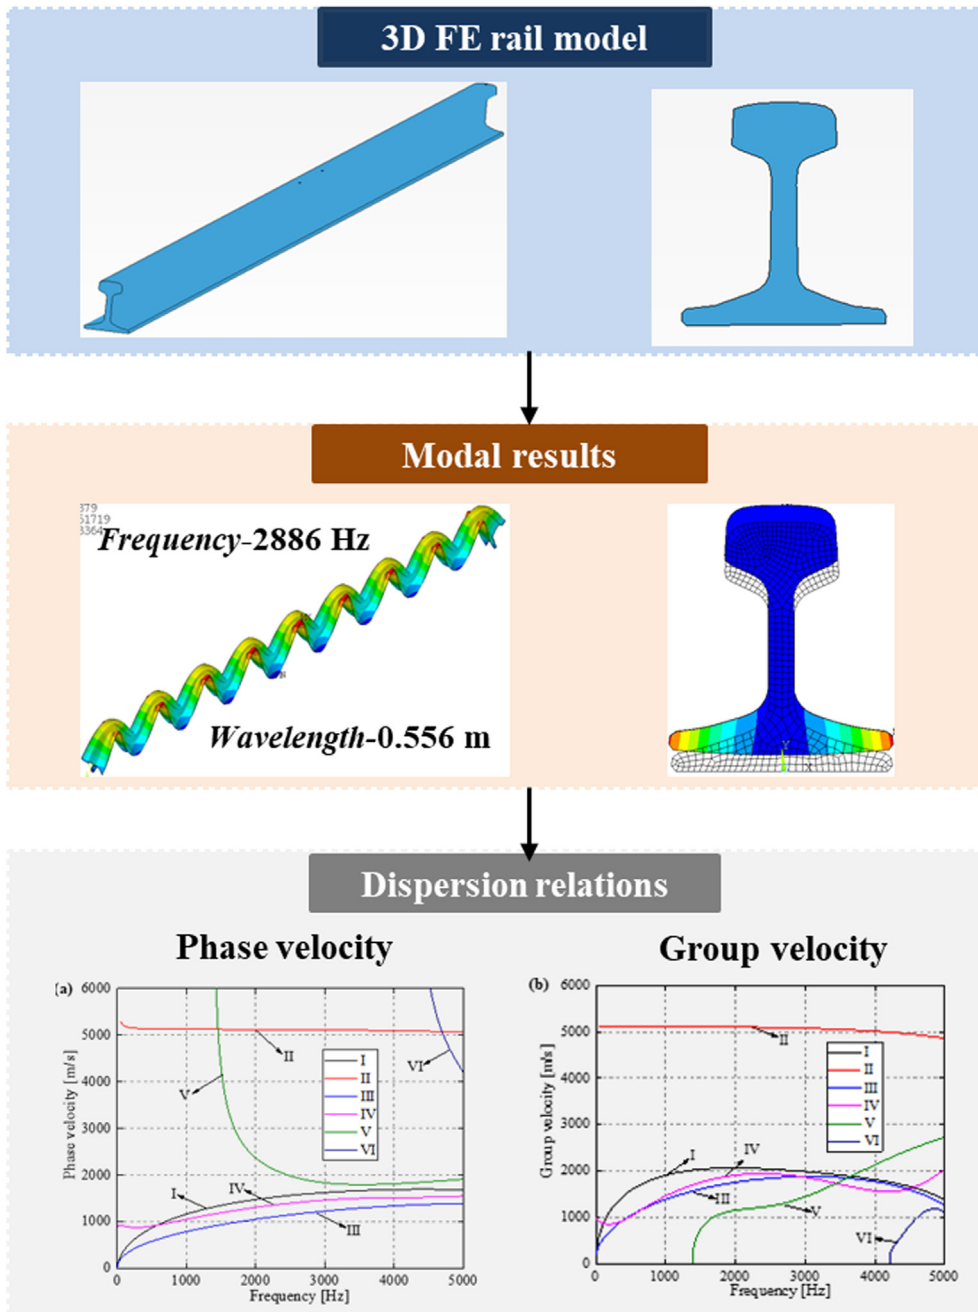 3D FE rail model
Modal results
379
51719
3364
Frequency-2886 Hz
Wavelength-0.556 m
N
Y
X
Dispersion relations
Phase velocity
Group velocity
(a)
6000
5000
4000
3000
2000
1000
0
Phase velocity [m/s]
II
V
VI
I
II
III
IV
V
VI
I
IV
III
0
1000
2000
3000
4000
5000
Frequency [Hz]
(b)
6000
5000
4000
3000
2000
1000
0
Group velocity [m/s]
II
I
II
III
IV
V
VI
I
IV
III
V
VI
0
1000
2000
3000
4000
5000
Frequency [Hz]